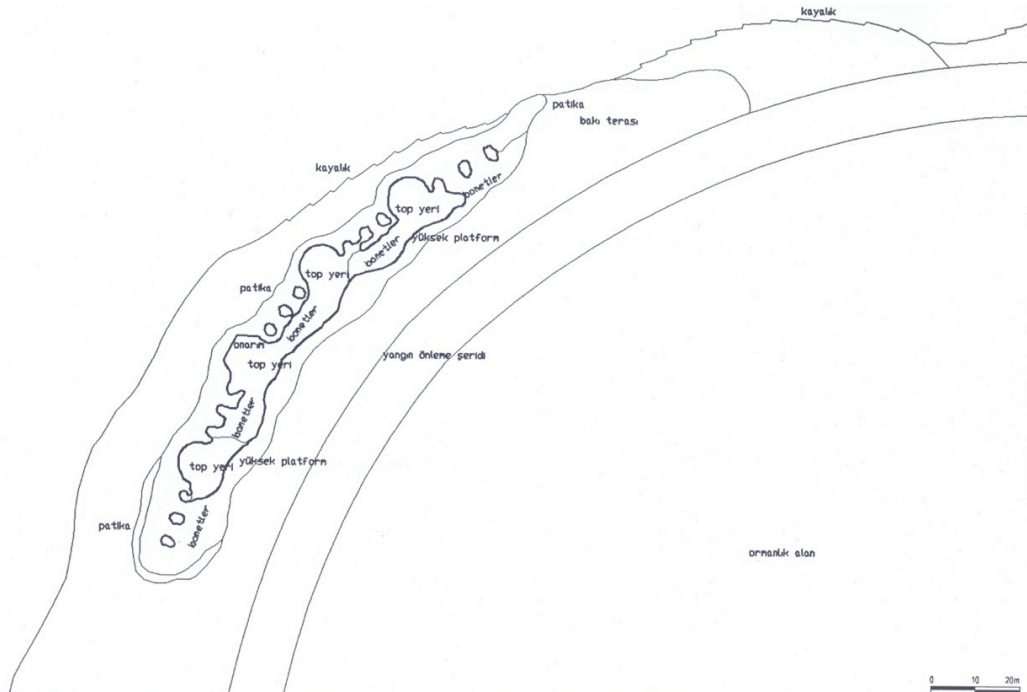 kayalık
patika
bakı terası
kayalık
bonetler
top yeri
yüksek platform
bonetler
top yeri
patika
bonetler
onarım
top yeri
yangın önleme şeridi
bonetler
top yeri
yüksek platform
bonetler
patika
ormanlık alan
0 10 20m